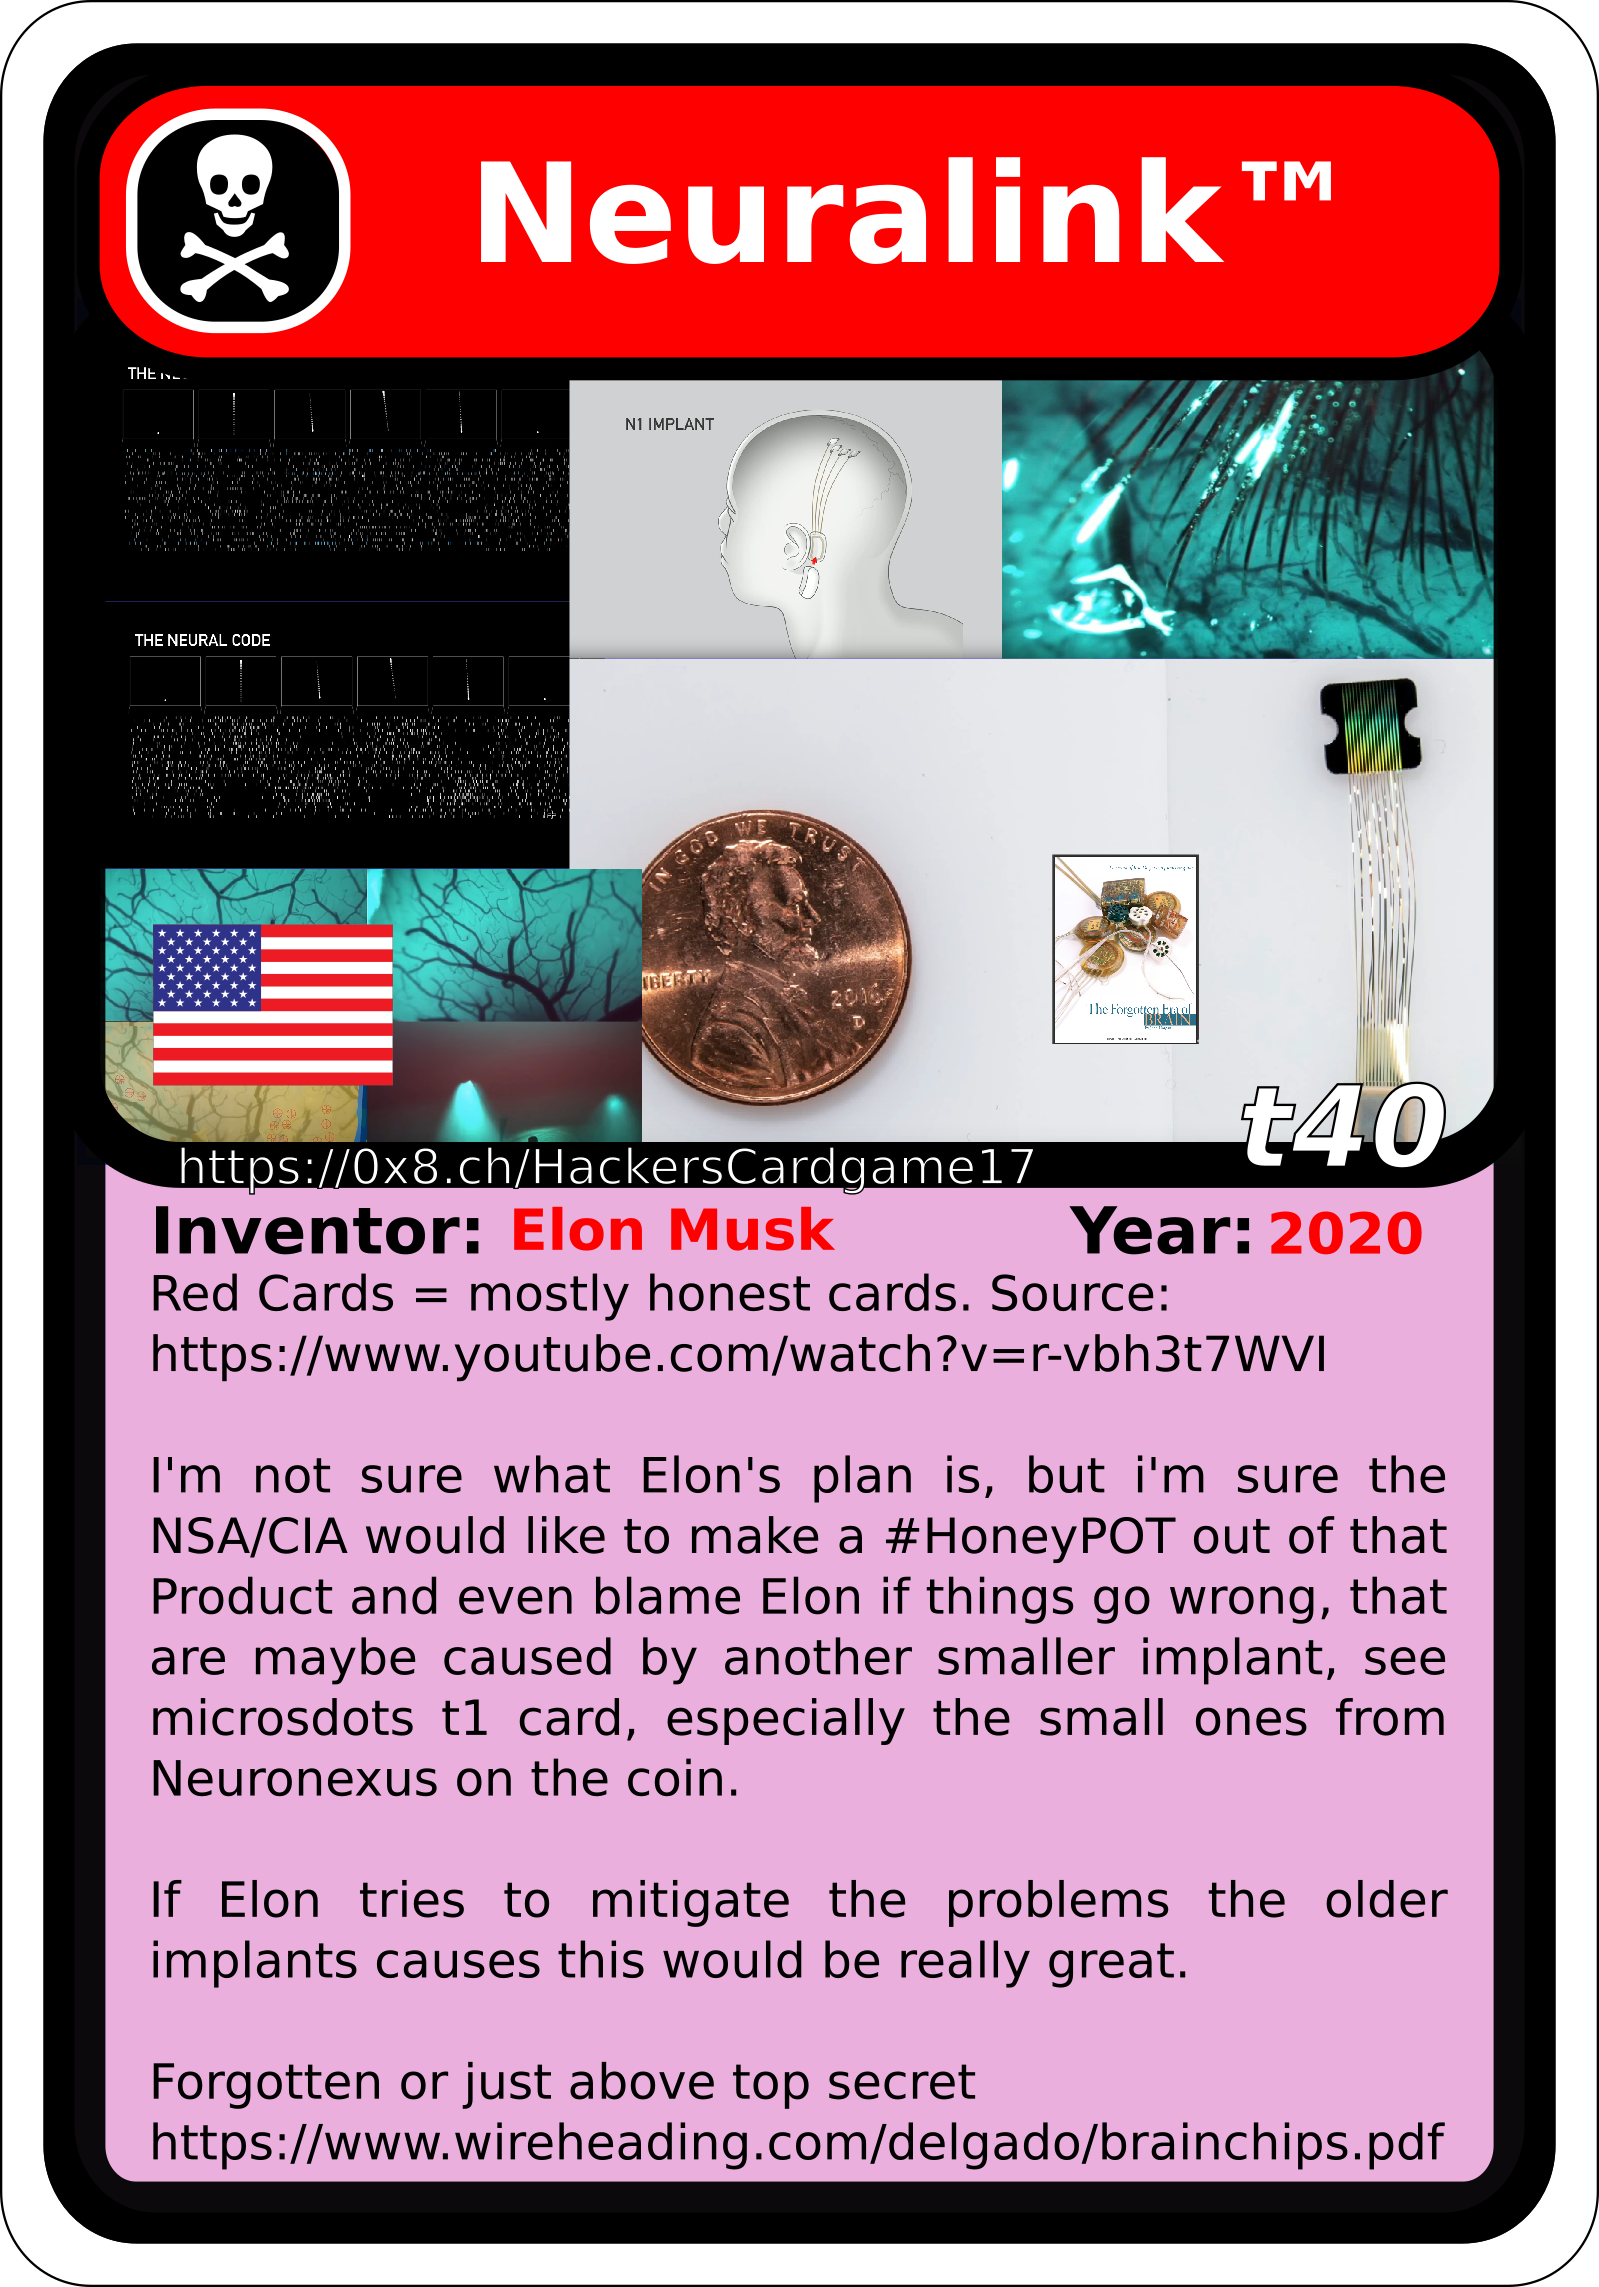 Neuralink™
THE
N1 IMPLANT
THE NEURAL CODE
IN GOD WE TRUST
LIBERTY
2016
D
The Forgotten Era of
BRAIN
t40
https://0x8.ch/HackersCardgame17
Inventor: Elon Musk Year: 2020
Red Cards = mostly honest cards. Source:
https://www.youtube.com/watch?v=r-vbh3t7WVI
I'm not sure what Elon's plan is, but i'm sure the
NSA/CIA would like to make a #HoneyPOT out of that
Product and even blame Elon if things go wrong, that
are maybe caused by another smaller implant, see
microsdots t1 card, especially the small ones from
Neuronexus on the coin.
If Elon tries to mitigate the problems the older
implants causes this would be really great.
Forgotten or just above top secret
https://www.wireheading.com/delgado/brainchips.pdf